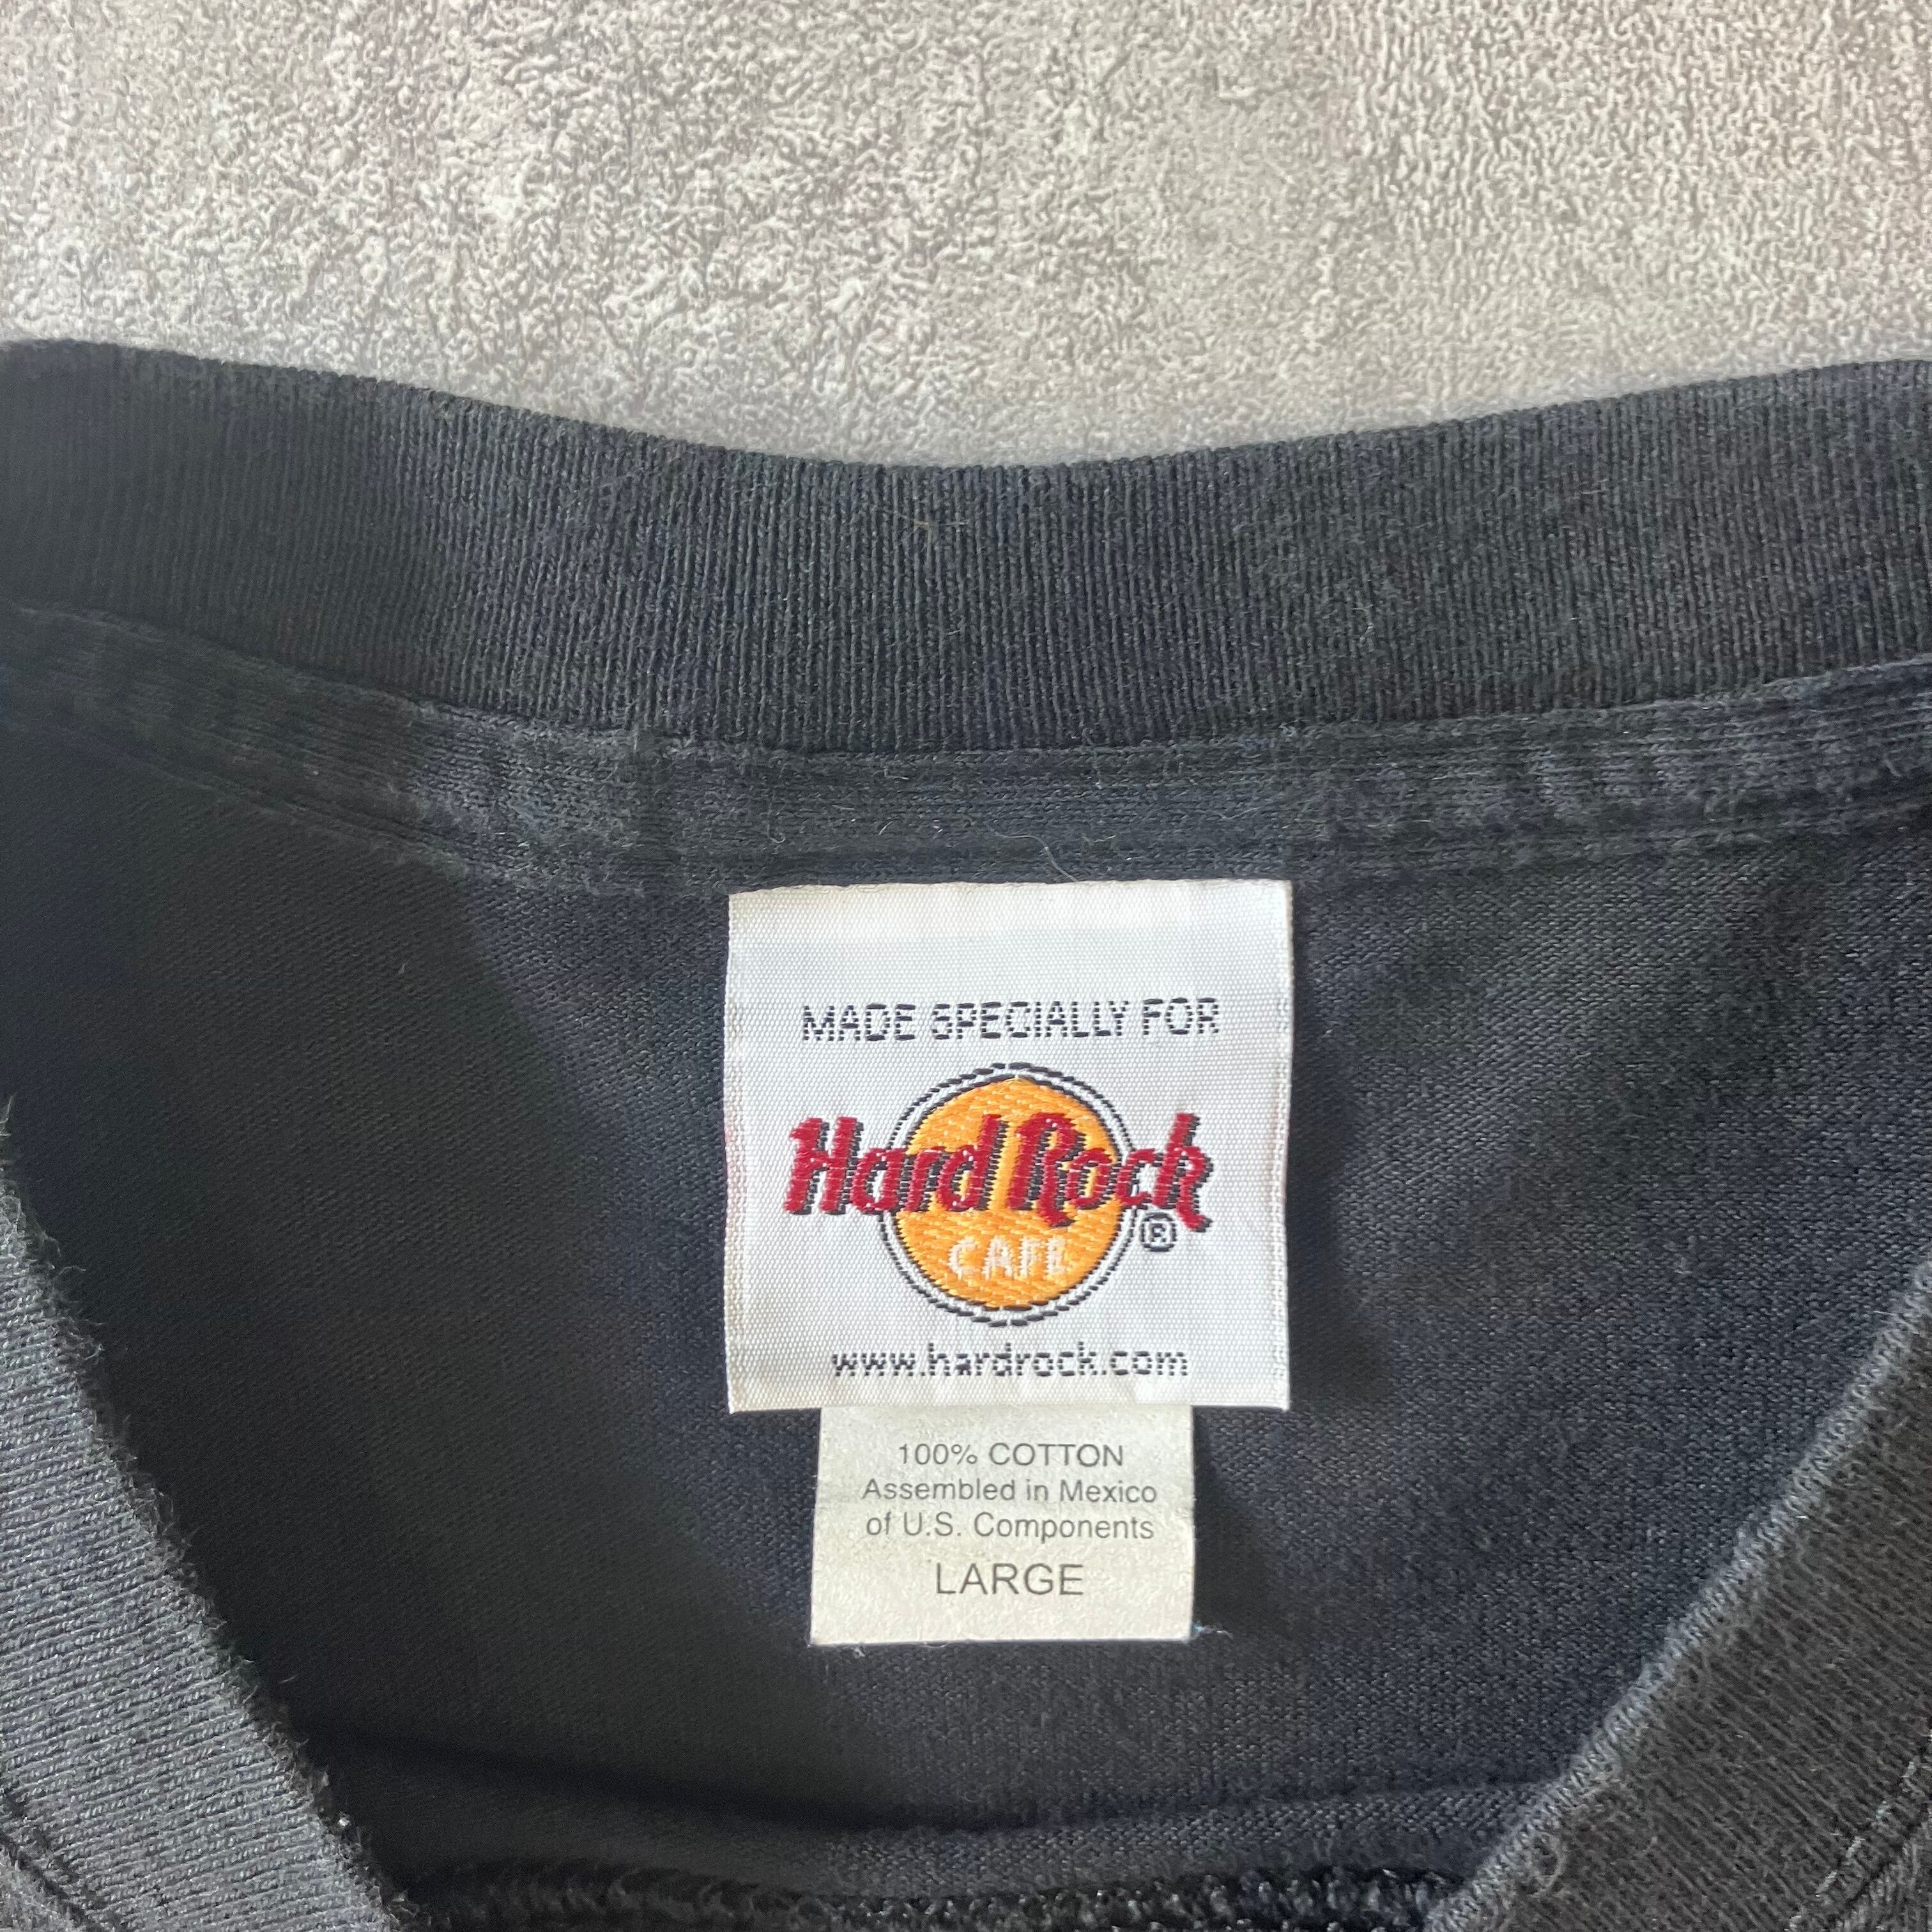 MADE SPECIALLY FOR
Hard Rock
CAFE
®
www.hardrock.com
100% COTTON
Assembled in Mexico
of U.S. Components
LARGE